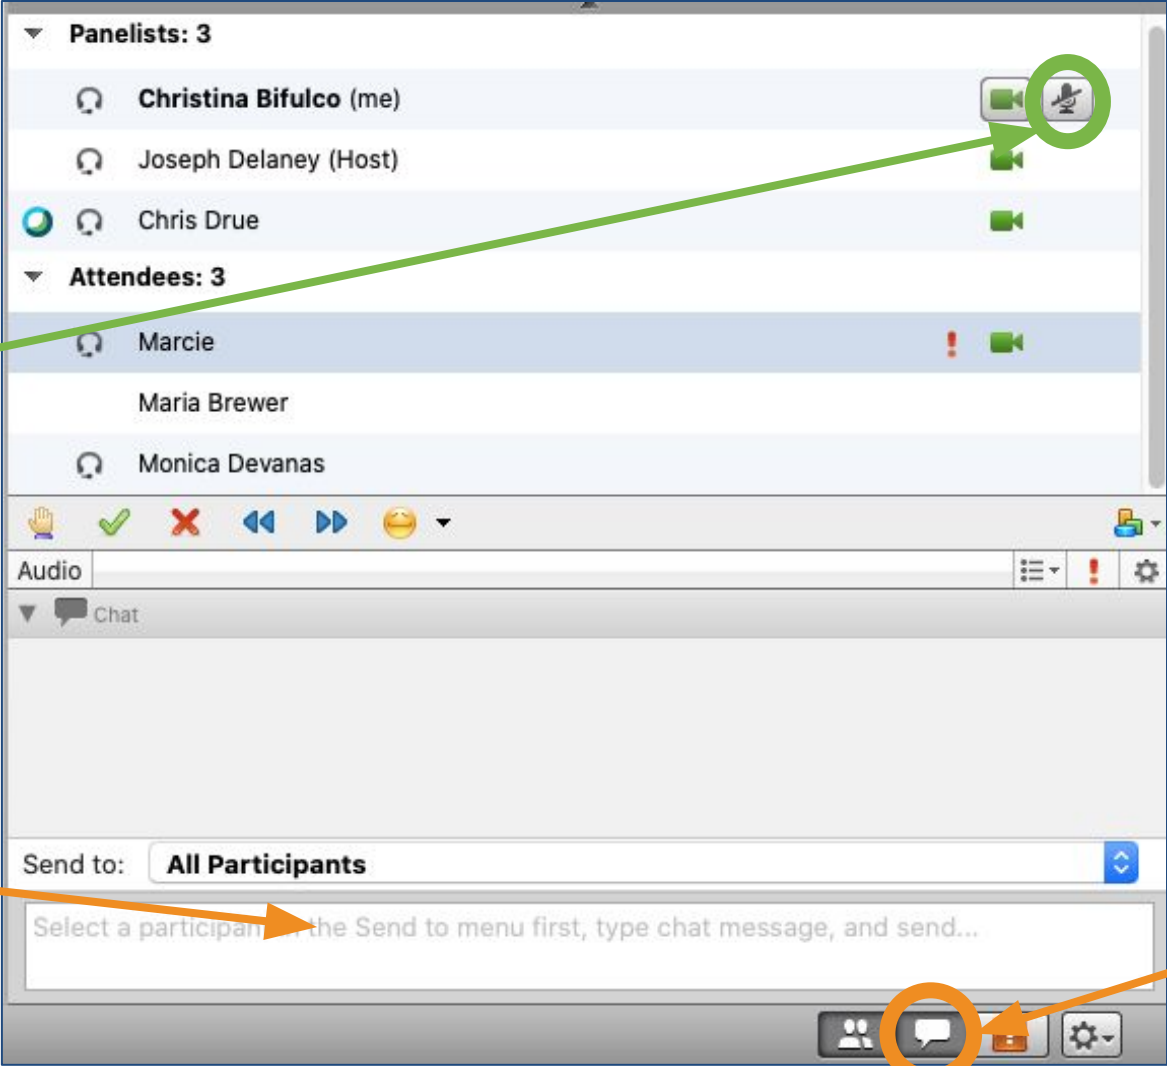 Panelists: 3
Christina Bifulco (me)
Joseph Delaney (Host)
Chris Drue
Attendees: 3
Marcie
Maria Brewer
Monica Devanas
Audio
Chat
Send to: All Participants
Select a participant the Send to menu first, type chat message, and send...